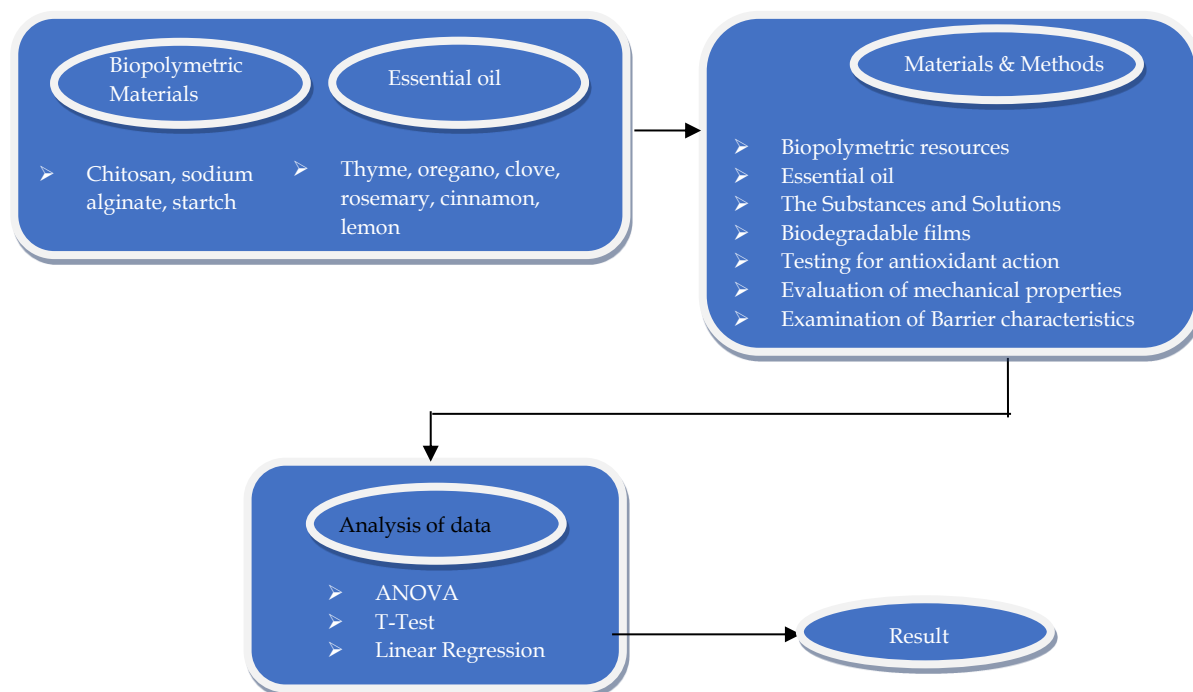 Biopolymetric
Materials
Essential oil
➢ Chitosan, sodium
alginate, startch
➢ Thyme, oregano, clove,
rosemary, cinnamon,
lemon
Materials & Methods
➢ Biopolymetric resources
➢ Essential oil
➢ The Substances and Solutions
➢ Biodegradable films
➢ Testing for antioxidant action
➢ Evaluation of mechanical properties
➢ Examination of Barrier characteristics
Analysis of data
➢ ANOVA
➢ T-Test
➢ Linear Regression
Result